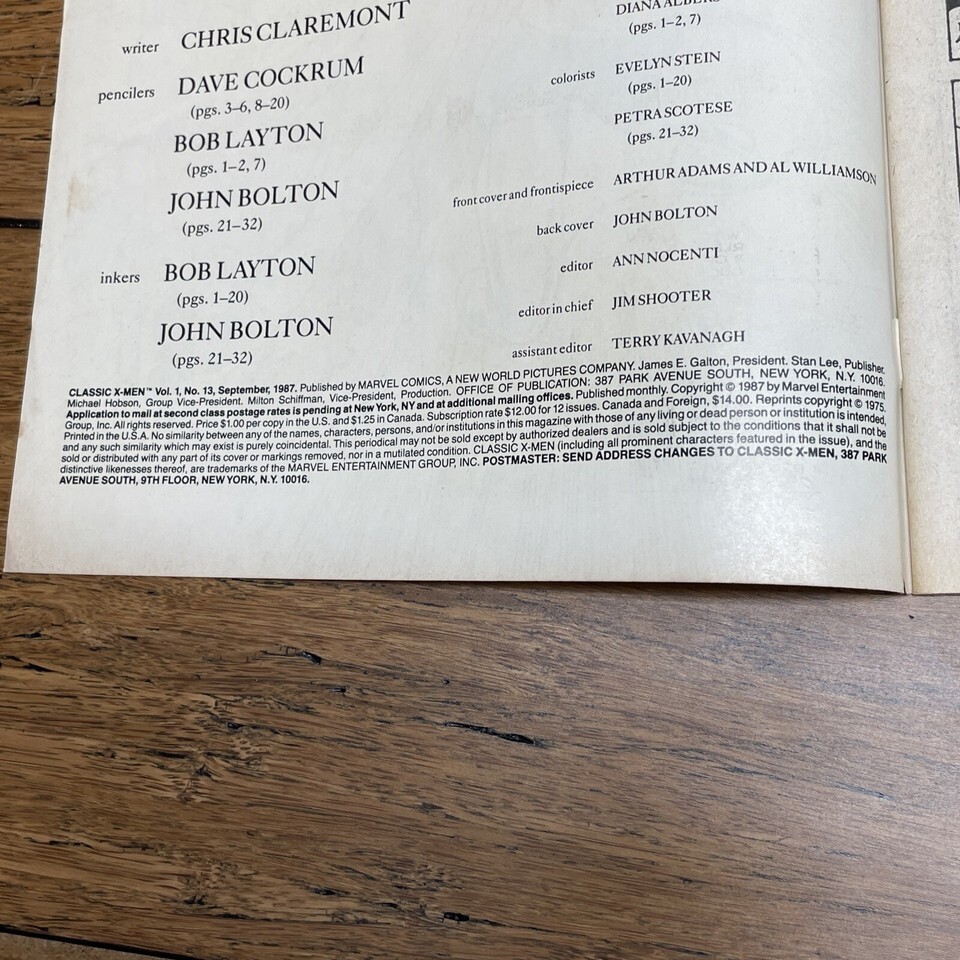 writer CHRIS CLAREMONT
pencilers DAVE COCKRUM
(pgs. 3–6, 8–20)
BOB LAYTON
(pgs. 1–2, 7)
JOHN BOLTON
(pgs. 21–32)
inkers BOB LAYTON
(pgs. 1–20)
JOHN BOLTON
(pgs. 21–32)
DIANA ALBERS
(pgs. 1–2, 7)
colorists EVELYN STEIN
(pgs. 1–20)
PETRA SCOTESE
(pgs. 21–32)
front cover and frontispiece ARTHUR ADAMS AND AL WILLIAMSON
back cover JOHN BOLTON
editor ANN NOCENTI
editor in chief JIM SHOOTER
assistant editor TERRY KAVANAGH
CLASSIC X-MEN™ Vol. 1, No. 13, September, 1987. Published by MARVEL COMICS, A NEW WORLD PICTURES COMPANY. James E. Galton, President. Stan Lee, Publisher.
Michael Hobson, Group Vice-President. Milton Schiffman, Vice-President, Production. OFFICE OF PUBLICATION: 387 PARK AVENUE SOUTH, NEW YORK, N.Y. 10016.
Application to mail at second class postage rates is pending at New York, NY and at additional mailing offices. Published monthly. Copyright © 1987 by Marvel Entertainment
Group, Inc. All rights reserved. Price $1.00 per copy in the U.S. and $1.25 in Canada. Subscription rate $12.00 for 12 issues. Canada and Foreign, $14.00. Reprints copyright © 1975.
Printed in the U.S.A. No similarity between any of the names, characters, persons, and/or institutions in this magazine with those of any living or dead person or institution is intended,
and any such similarity which may exist is purely coincidental. This periodical may not be sold except by authorized dealers and is sold subject to the conditions that it shall not be
sold or distributed with any part of its cover or markings removed, nor in a mutilated condition. CLASSIC X-MEN (including all prominent characters featured in the issue), and the
distinctive likenesses thereof, are trademarks of the MARVEL ENTERTAINMENT GROUP, INC. POSTMASTER: SEND ADDRESS CHANGES TO CLASSIC X-MEN, 387 PARK
AVENUE SOUTH, 9TH FLOOR, NEW YORK, N.Y. 10016.